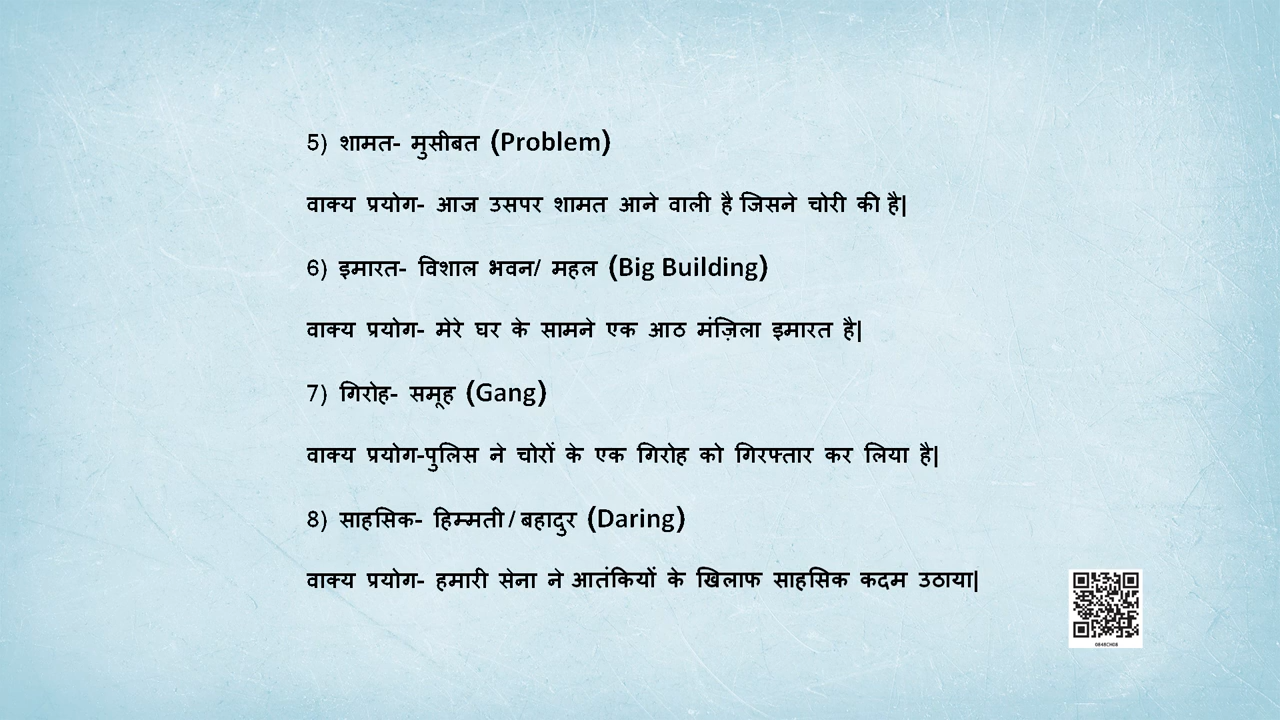 5) शामत- मुसीबत (Problem)
वाक्य प्रयोग- आज उसपर शामत आने वाली है जिसने चोरी की है|
6) इमारत- विशाल भवन/ महल (Big Building)
वाक्य प्रयोग- मेरे घर के सामने एक आठ मंज़िला इमारत है|
7) गिरोह- समूह (Gang)
वाक्य प्रयोग-पुलिस ने चोरों के एक गिरोह को गिरफ्तार कर लिया है|
8) साहसिक- हिम्मती / बहादुर (Daring)
वाक्य प्रयोग- हमारी सेना ने आतंकियों के खिलाफ साहसिक कदम उठाया|
0848CH08